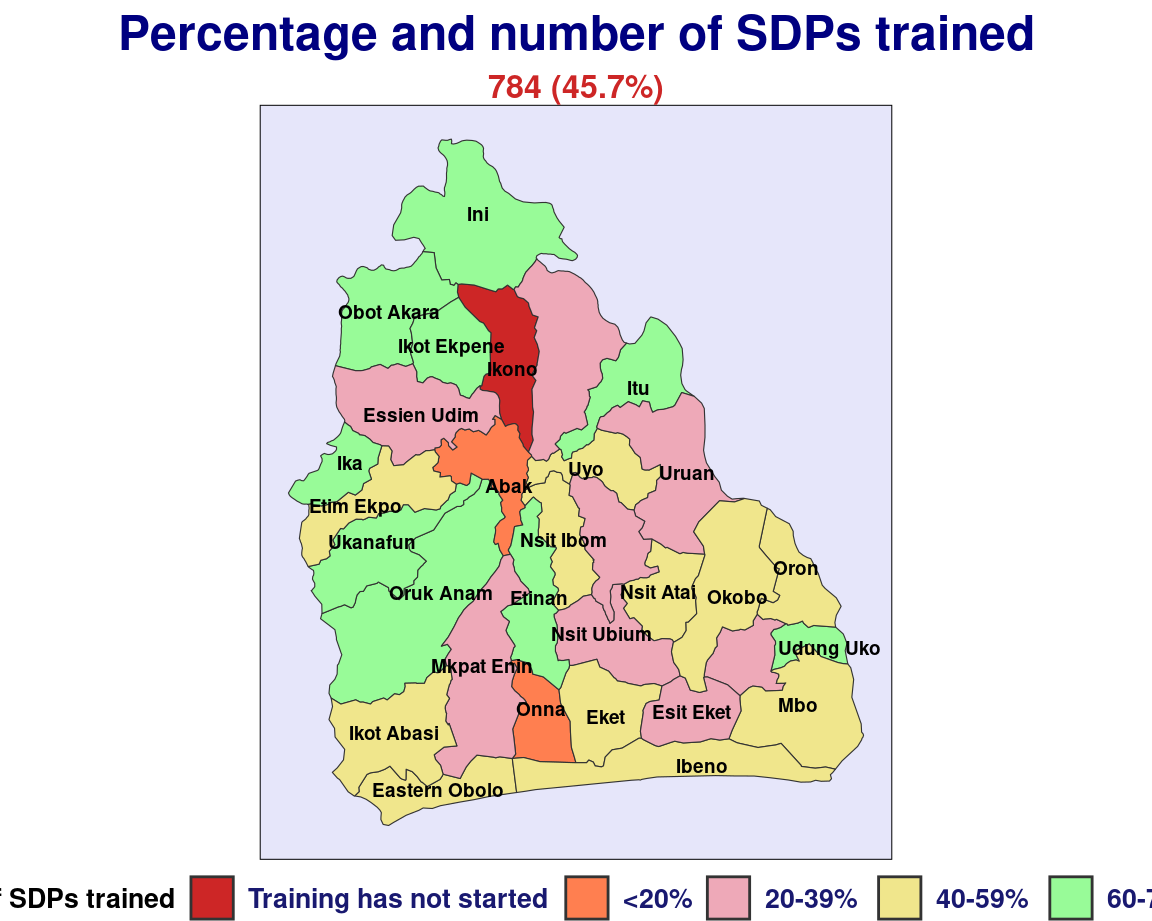 Percentage and number of SDPs trained
784 (45.7%)
Ini
Obot Akara
Ikot Ekpene
Ikono
Itu
Essien Udim
Ika
Uyo
Uruan
Abak
Etim Ekpo
Ukanafun
Nsit Ibom
Oron
Oruk Anam
Etinan
Nsit Atai
Okobo
Nsit Ubium
Udung Uko
Mkpat Enin
Onna
Eket
Esit Eket
Mbo
Ikot Abasi
Ibeno
Eastern Obolo
SDPs trained Training has not started <20% 20-39% 40-59% 60-